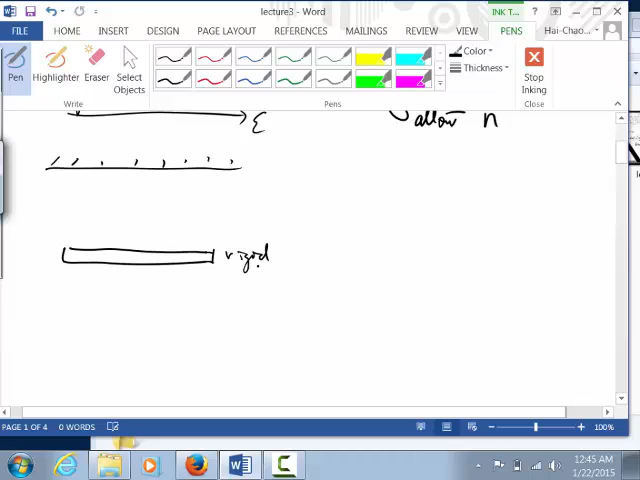 lecture3 - Word
INK T...
FILE HOME INSERT DESIGN PAGE LAYOUT REFERENCES MAILINGS REVIEW VIEW PENS Hai-Chao...
Pen Highlighter Eraser Select Objects
Color
Thickness
Stop Inking
Write Pens Close
ε
allow n
rigid
PAGE 1 OF 4 0 WORDS 100%
12:45 AM
1/22/2015